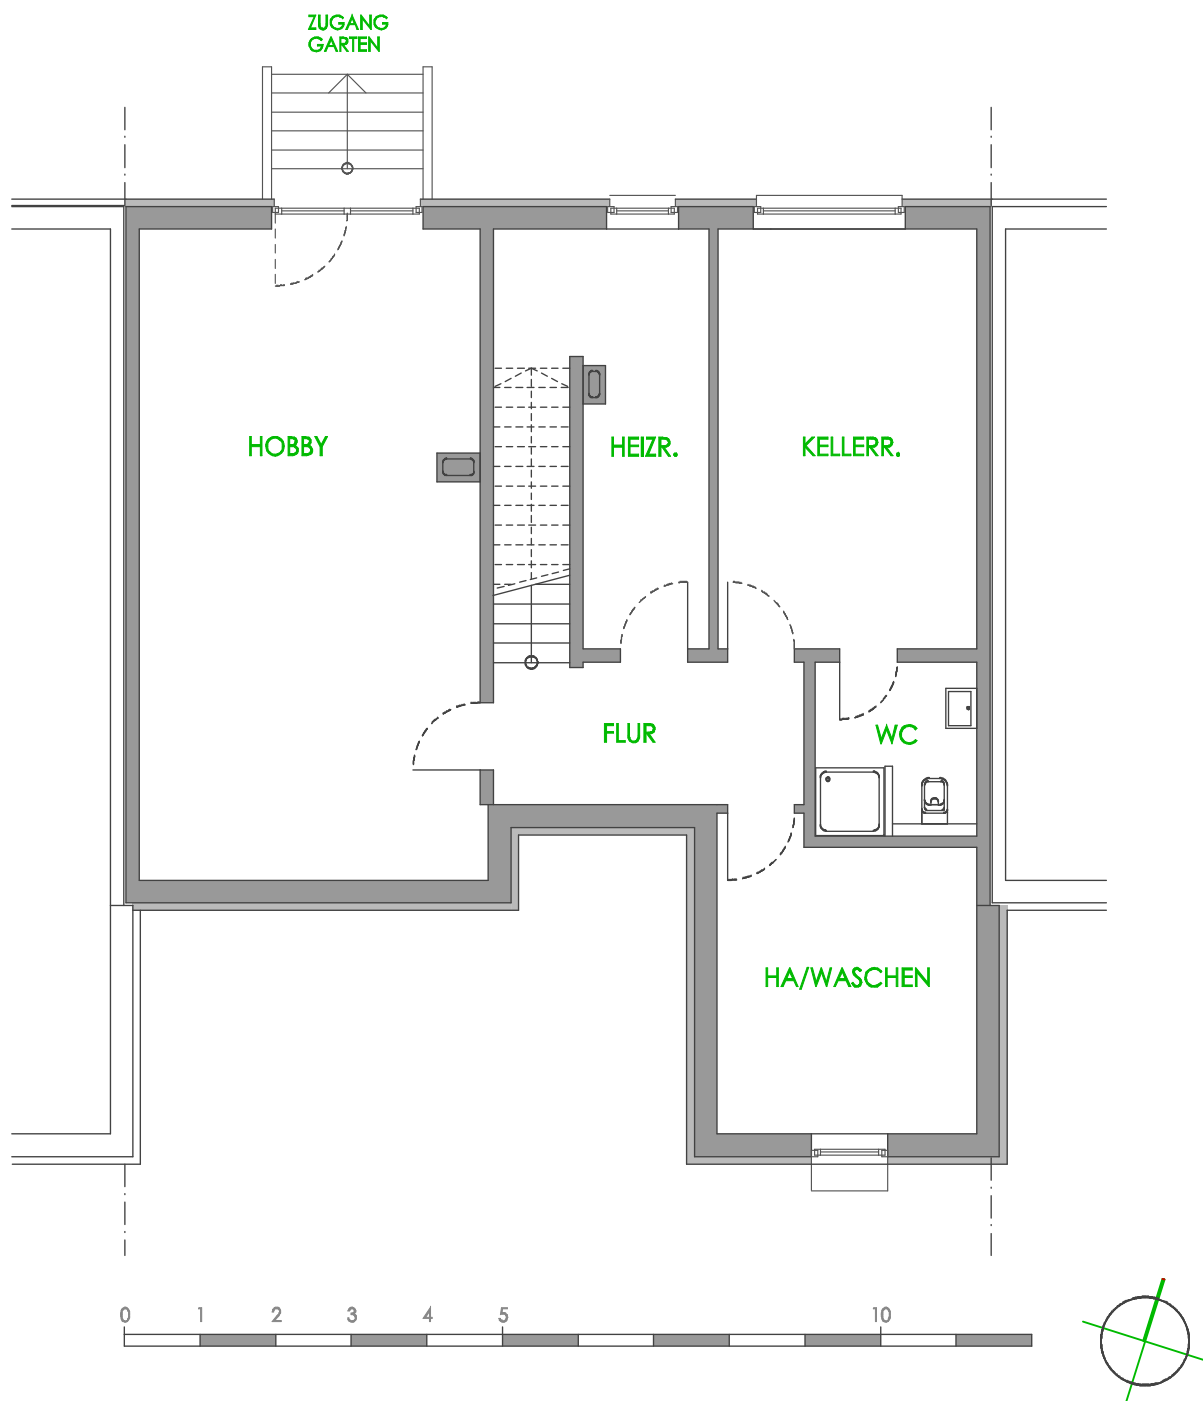 ZUGANG
GARTEN
HOBBY
HEIZR.
KELLERR.
FLUR
WC
HA/WASCHEN
0 1 2 3 4 5 10